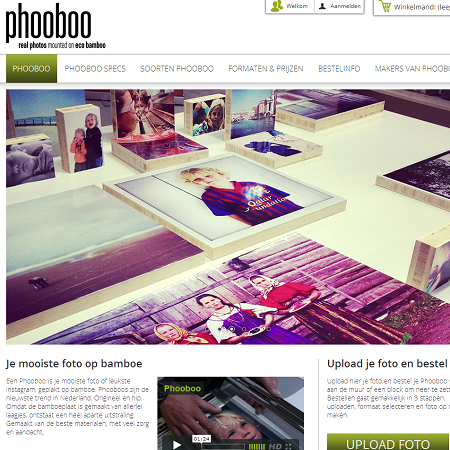 phooboo
real photos mounted on eco bamboo
Welkom
Aanmelden
Winkelmand: (lee
PHOOBOO
PHOOBOO SPECS
SOORTEN PHOOBOO
FORMATEN & PRIJZEN
BESTELINFO
MAKERS VAN PHOOBO
Qatar
Foundation
Je mooiste foto op bamboe
Een Phooboo is je mooiste foto of leukste
instagram, geplakt op bamboe. Phooboos zijn de
nieuwste trend in Nederland. Origineel en hip.
Omdat de bamboeplaat is gemaakt van allerlei
laagjes, ontstaat een heel aparte uitstraling.
Gemaakt van de beste materialen, met veel zorg
en aandacht.
Phooboo
01:24
HD
Upload je foto en bestel
Upload hier je foto en bestel je Phooboo
aan de muur of een block om neer te zett
Bestellen gaat gemakkelijk in 3 stappen.
uploaden, formaat selecteren en foto op
maken.
UPLOAD FOTO